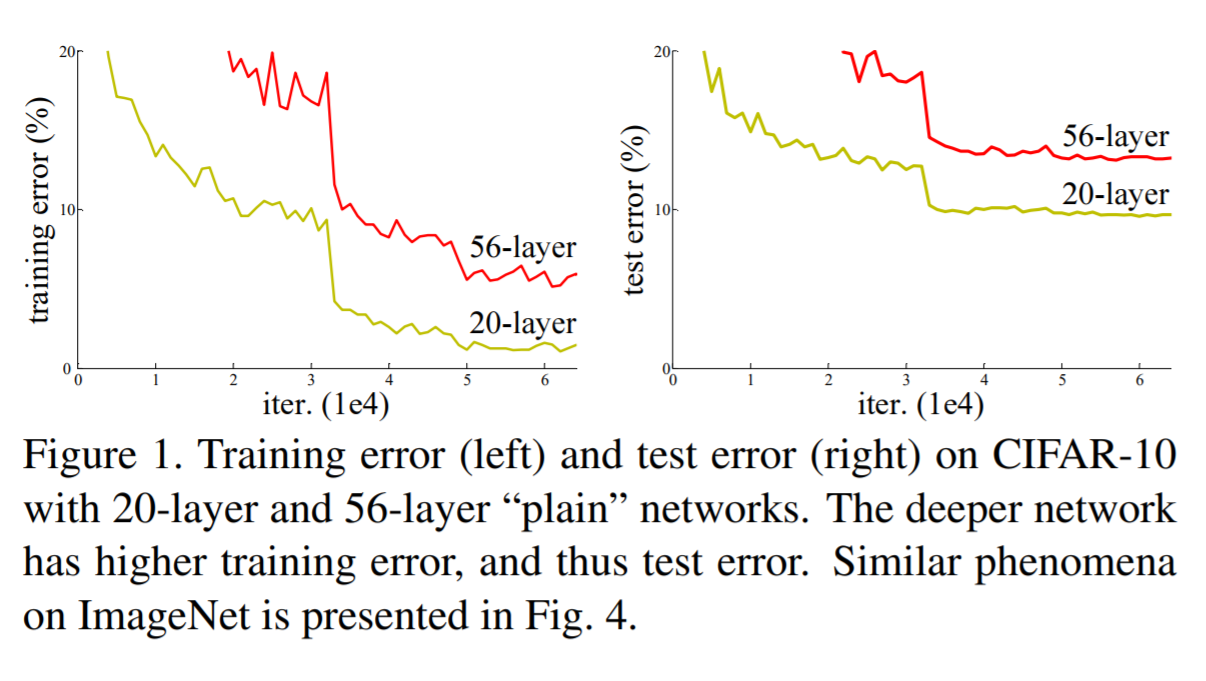 20
10
0
training error (%)
56-layer
20-layer
0 1 2 3 4 5 6
iter. (1e4)
20
10
0
test error (%)
56-layer
20-layer
0 1 2 3 4 5 6
iter. (1e4)
Figure 1. Training error (left) and test error (right) on CIFAR-10
with 20-layer and 56-layer “plain” networks. The deeper network
has higher training error, and thus test error. Similar phenomena
on ImageNet is presented in Fig. 4.